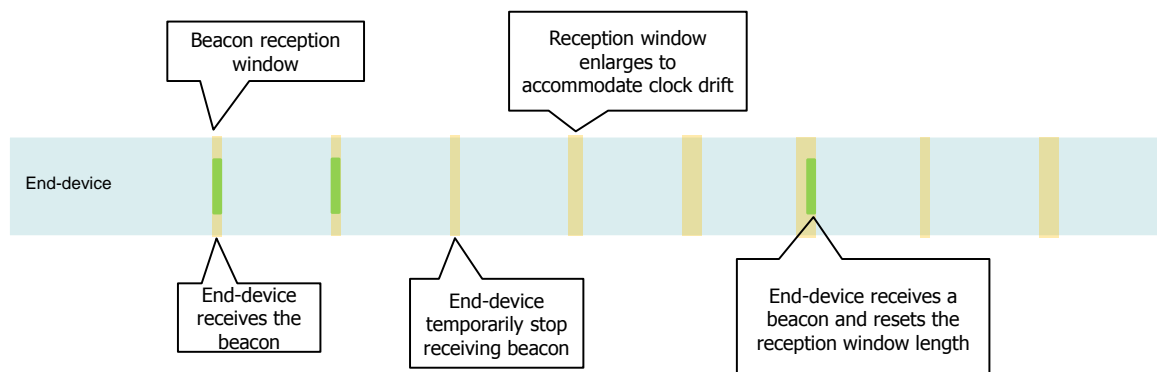 Beacon reception
window
Reception window
enlarges to
accommodate clock drift
End-device
End-device
receives the
beacon
End-device
temporarily stop
receiving beacon
End-device receives a
beacon and resets the
reception window length